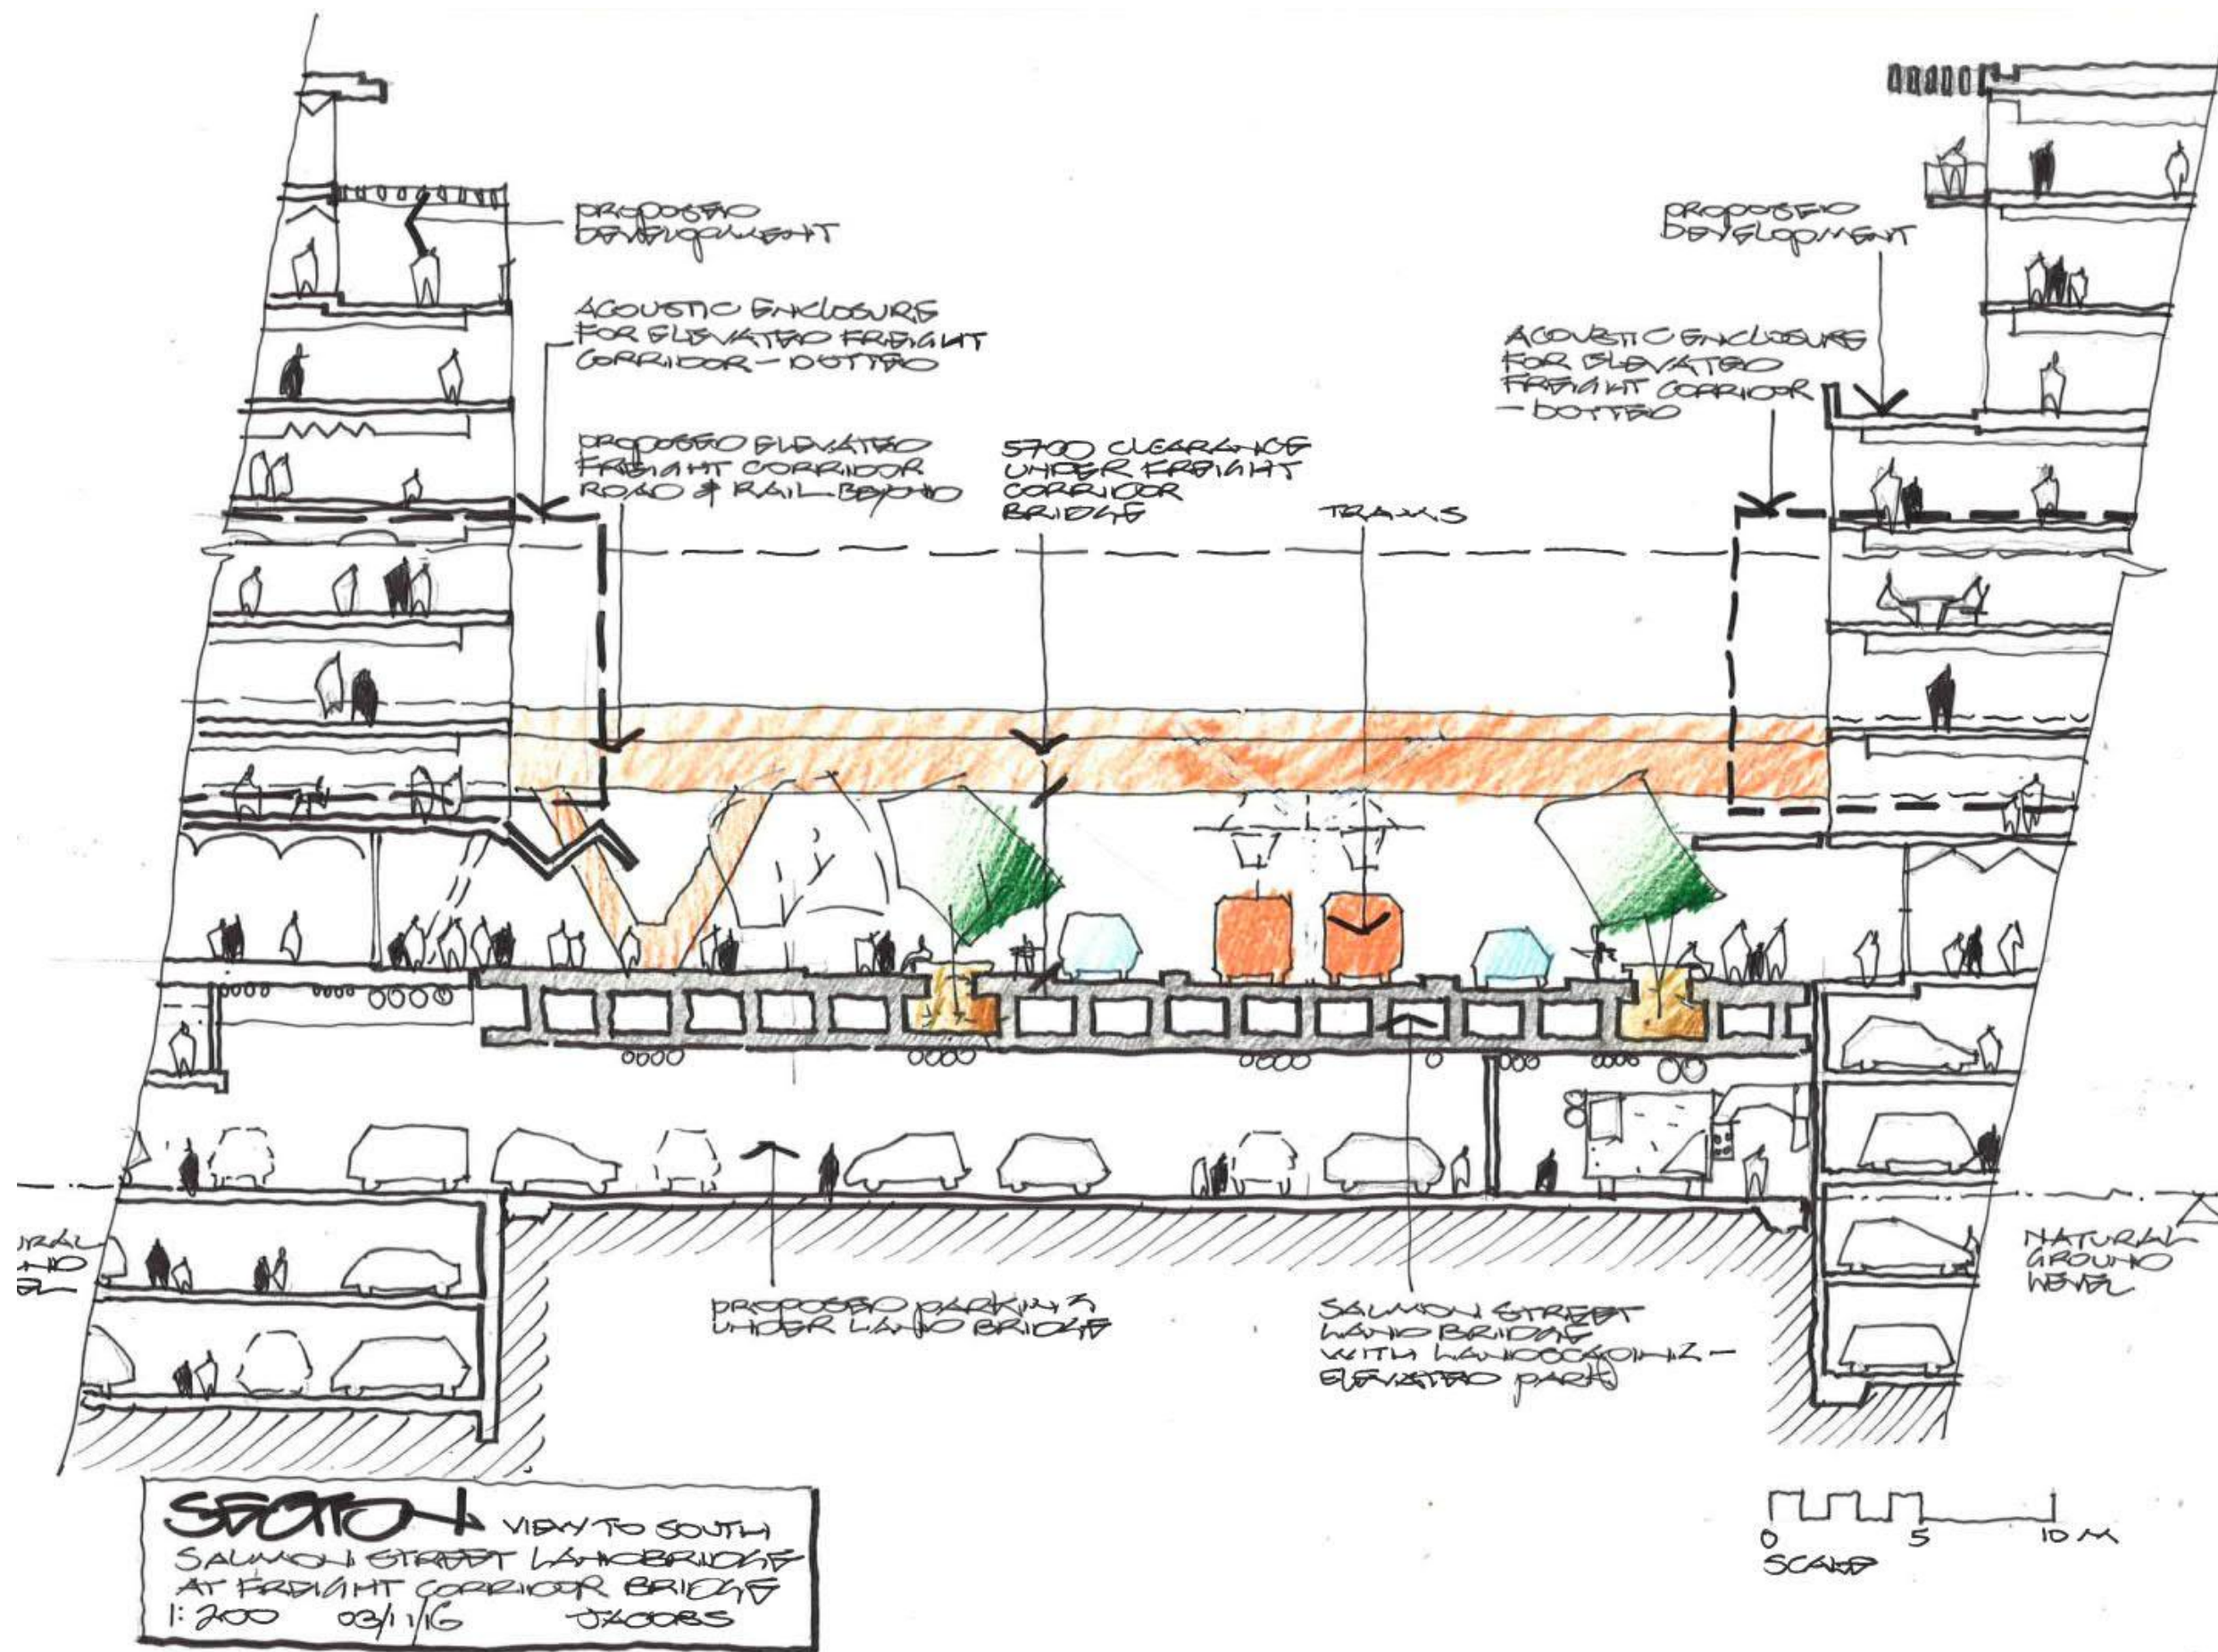 PROPOSED
DEVELOPMENT
PROPOSED
DEVELOPMENT
ACOUSTIC ENCLOSURE
FOR ELEVATED FREIGHT
CORRIDOR - DOTTED
ACOUSTIC ENCLOSURE
FOR ELEVATED
FREIGHT CORRIDOR
- DOTTED
PROPOSED ELEVATED
FREIGHT CORRIDOR
ROAD & RAIL BEYOND
5700 CLEARANCE
UNDER FREIGHT
CORRIDOR
BRIDGE
TRAMS
URAL
UND
EL
NATURAL
GROUND
LEVEL
PROPOSED PARKING
UNDER LAND BRIDGE
SALMON STREET
LAND BRIDGE
WITH LANDSCAPING -
ELEVATED PARK
SECTION VIEW TO SOUTH
SALMON STREET LANDBRIDGE
AT FREIGHT CORRIDOR BRIDGE
1:200 03/11/16 JACOBS
0 5 10 M
SCALE